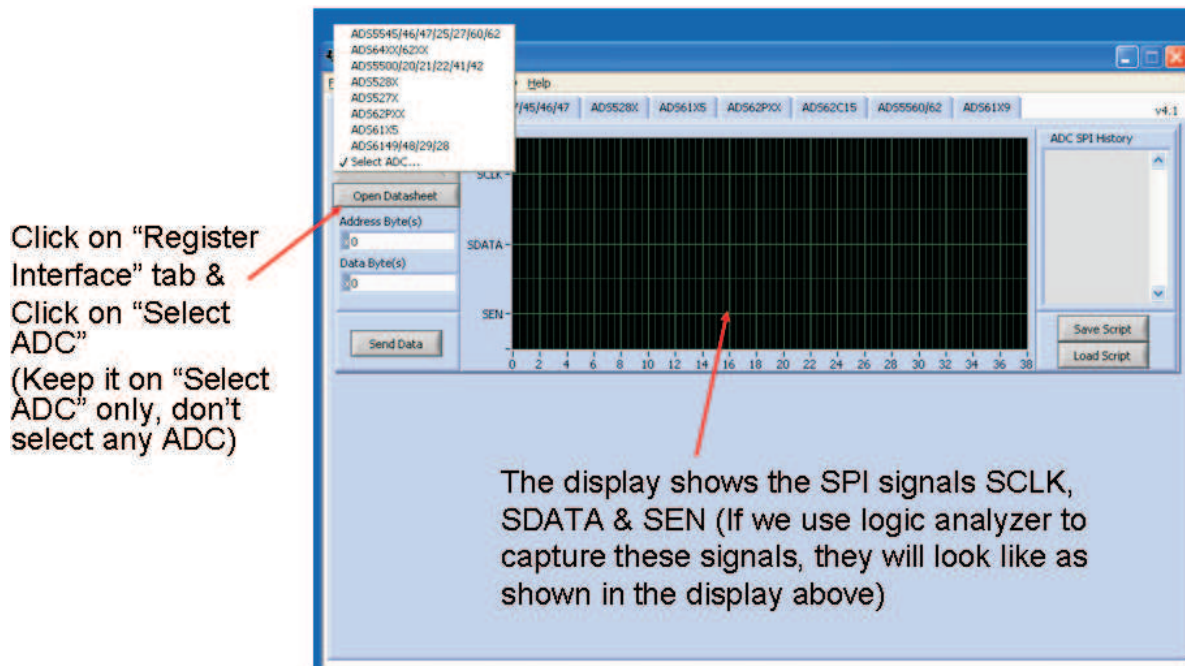 ADS5545/46/47/25/27/60/62
ADS64XX/62XX
ADS5500/20/21/22/41/42
ADS528X
ADS527X
ADS62PXX
ADS61X5
ADS6149/48/29/28
✓ Select ADC...
Help
/45/46/47 ADS528X ADS61X5 ADS62PXX ADS62C15 ADS5560/62 ADS61X9 v4.1
ADC SPI History
SCLK
Open Datasheet
Address Byte(s)
0
SDATA
Data Byte(s)
0
SEN
Send Data
Save Script
Load Script
0 2 4 6 8 10 12 14 16 18 20 22 24 26 28 30 32 34 36 38
Click on “Register
Interface” tab &
Click on “Select
ADC”
(Keep it on “Select
ADC” only, don’t
select any ADC)
The display shows the SPI signals SCLK,
SDATA & SEN (If we use logic analyzer to
capture these signals, they will look like as
shown in the display above)